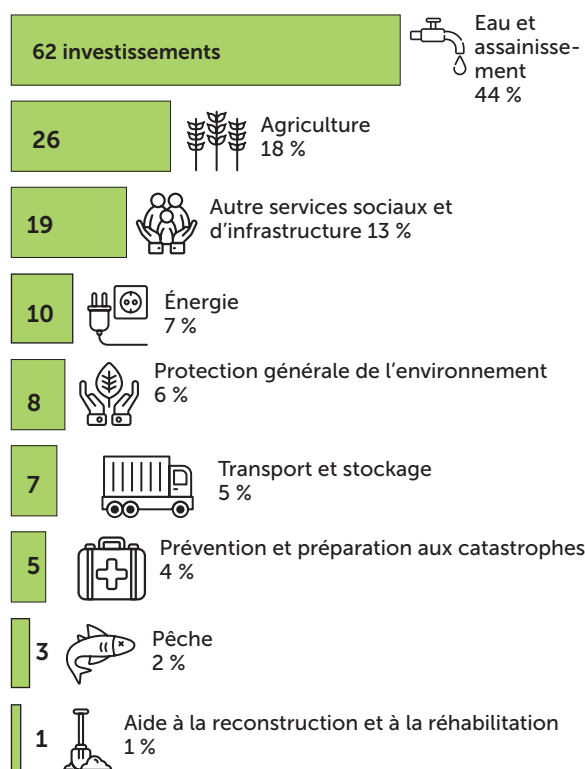 62 investissements
Eau et
assainisse-
ment
44 %
26
Agriculture
18 %
19
Autre services sociaux et
d'infrastructure 13 %
10
Énergie
7 %
8
Protection générale de l'environnement
6 %
7
Transport et stockage
5 %
5
Prévention et préparation aux catastrophes
4 %
3
Pêche
2 %
1
Aide à la reconstruction et à la réhabilitation
1 %